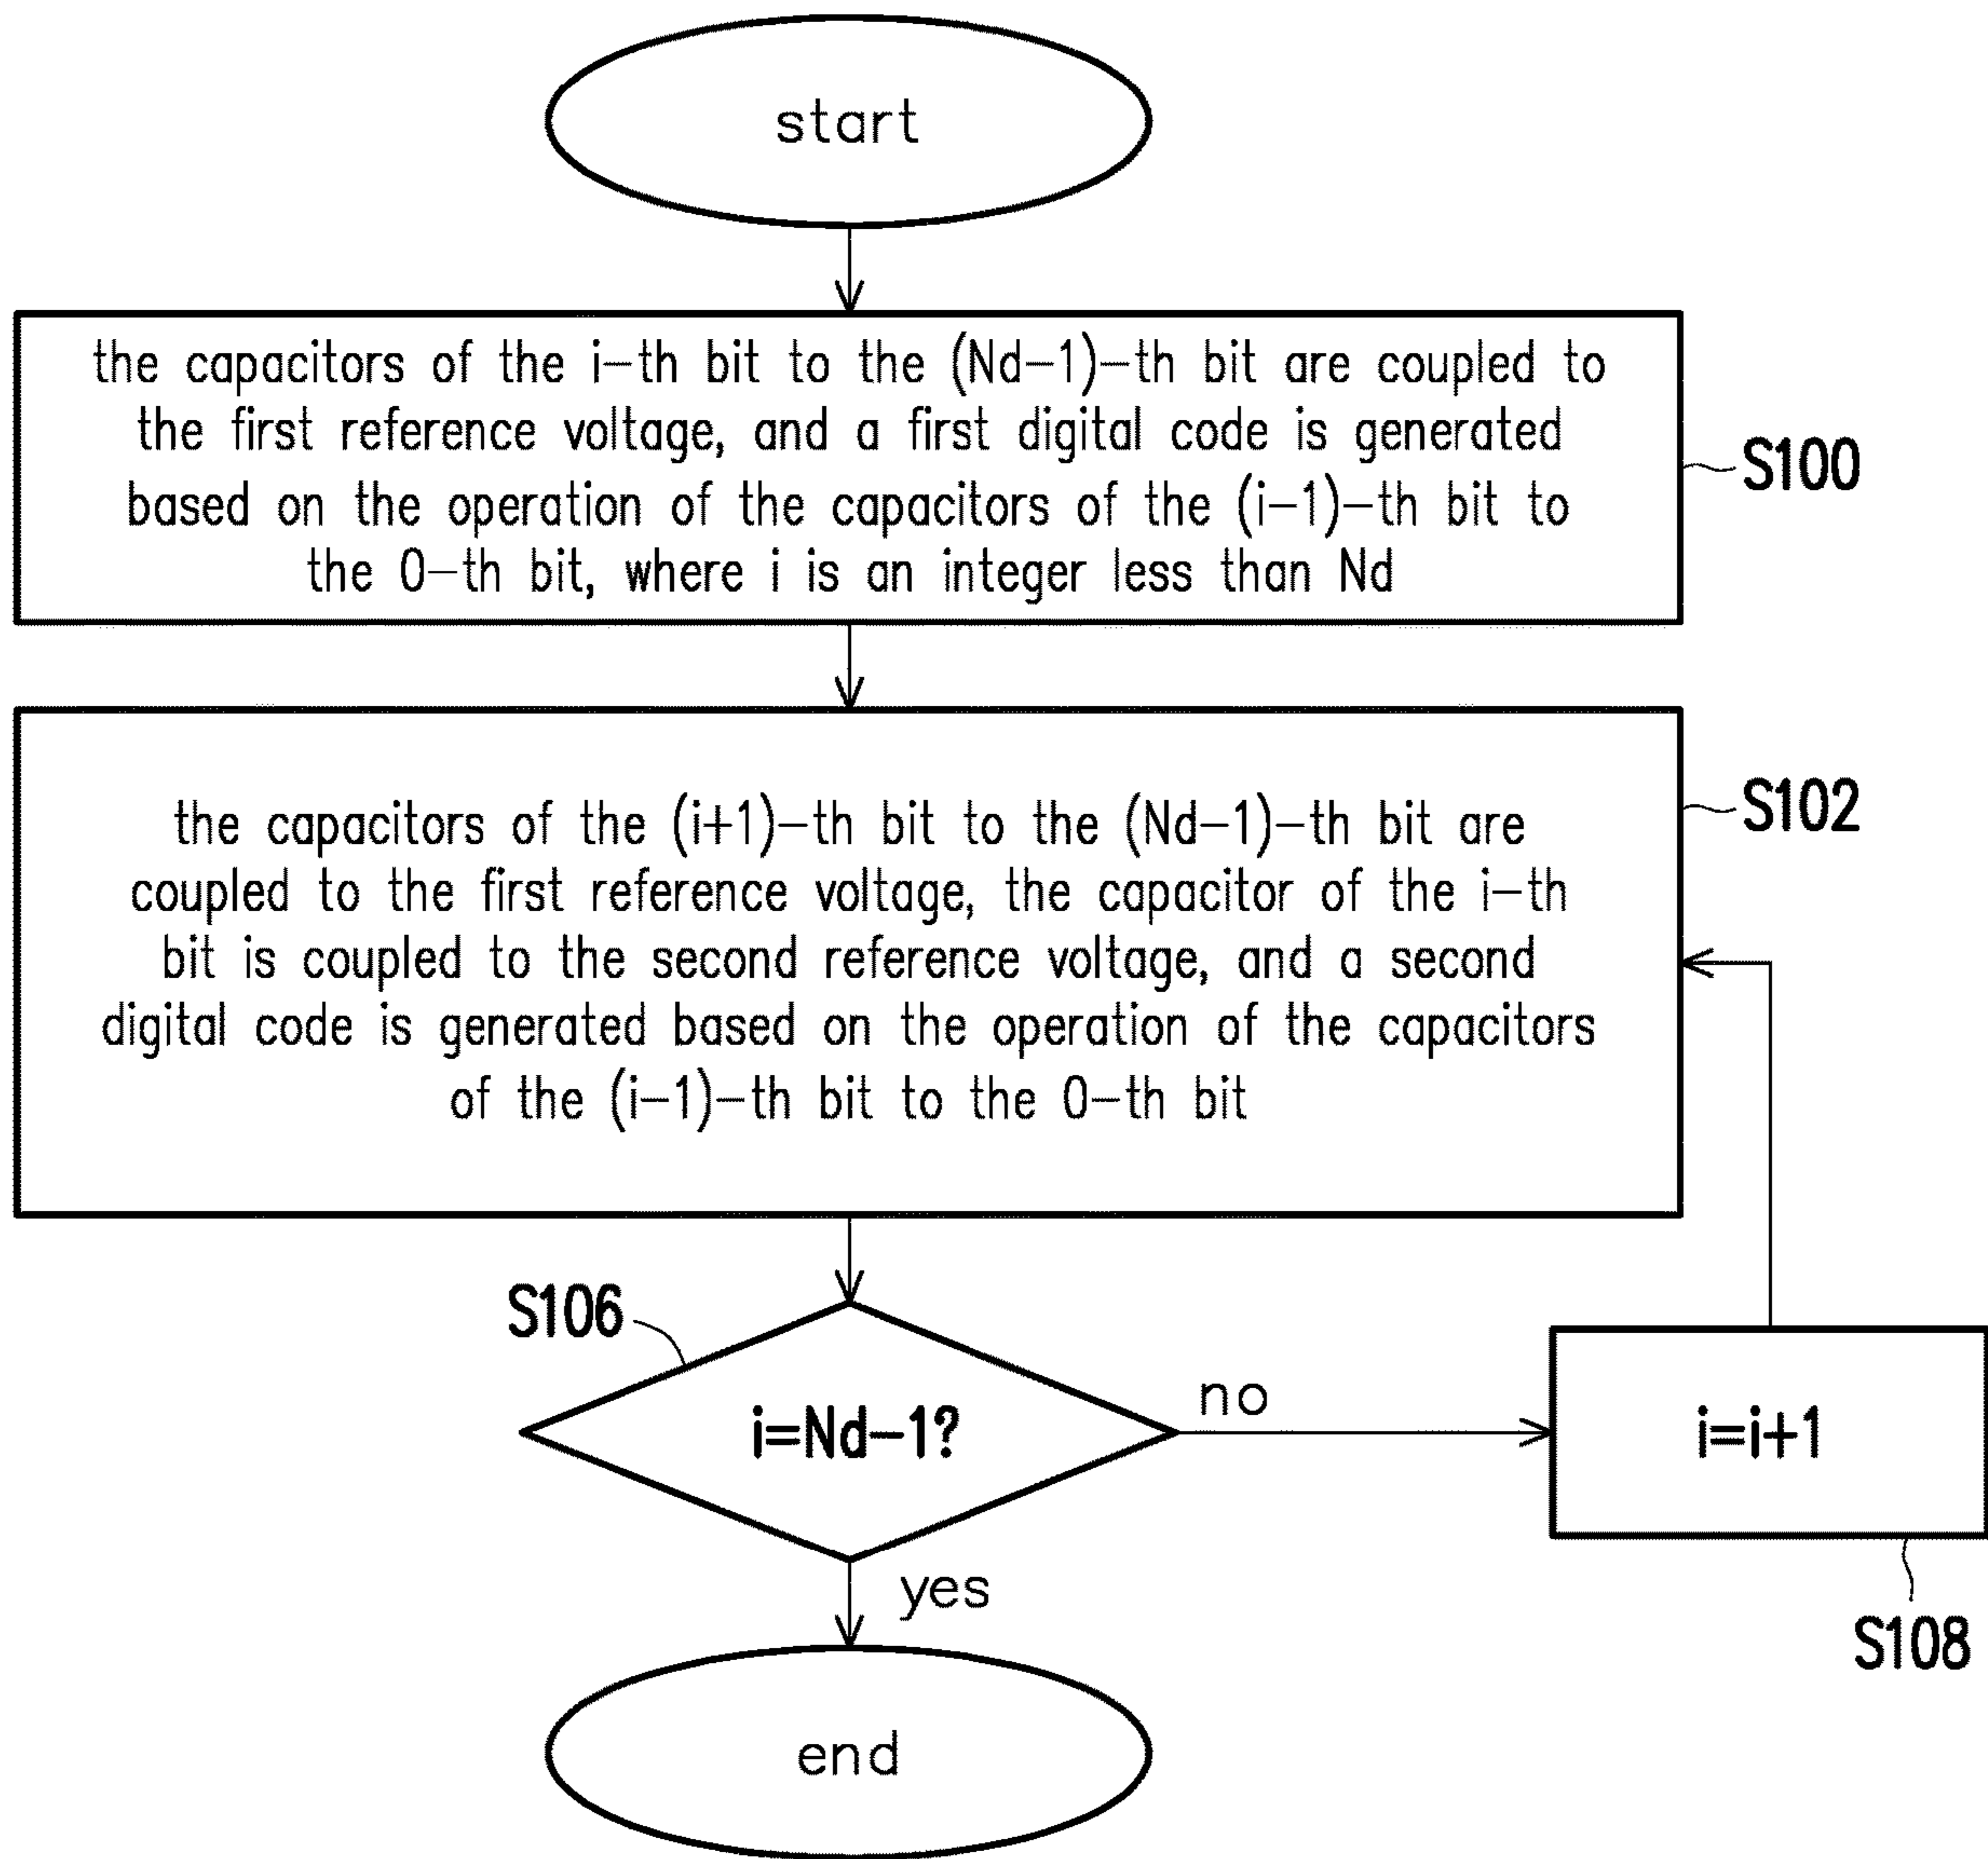 start
the capacitors of the i-th bit to the (Nd-1)-th bit are coupled to
the first reference voltage, and a first digital code is generated
based on the operation of the capacitors of the (i-1)-th bit to
the 0-th bit, where i is an integer less than Nd
S100
the capacitors of the (i+1)-th bit to the (Nd-1)-th bit are
coupled to the first reference voltage, the capacitor of the i-th
bit is coupled to the second reference voltage, and a second
digital code is generated based on the operation of the capacitors
of the (i-1)-th bit to the 0-th bit
S102
S106
i=Nd-1?
no
i=i+1
S108
yes
end